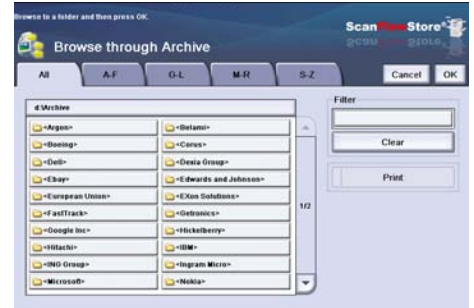 Browse to a folder and then press OK.
ScanFlowStore®
Browse through Archive
All
A-F
G-L
M-R
S-Z
Cancel
OK
d:\Archive
<Argos>
<Belami>
<Boeing>
<Corus>
<Dell>
<Dexia Group>
<Ebay>
<Edwards and Johnson>
<European Union>
<EXon Solutions>
<FastTrack>
<Getronics>
<Google Inc>
<Hickelberry>
<Hitachi>
<IBM>
<ING Group>
<Ingram Micro>
<Microsoft>
<Nokia>
1/2
Filter
Clear
Print